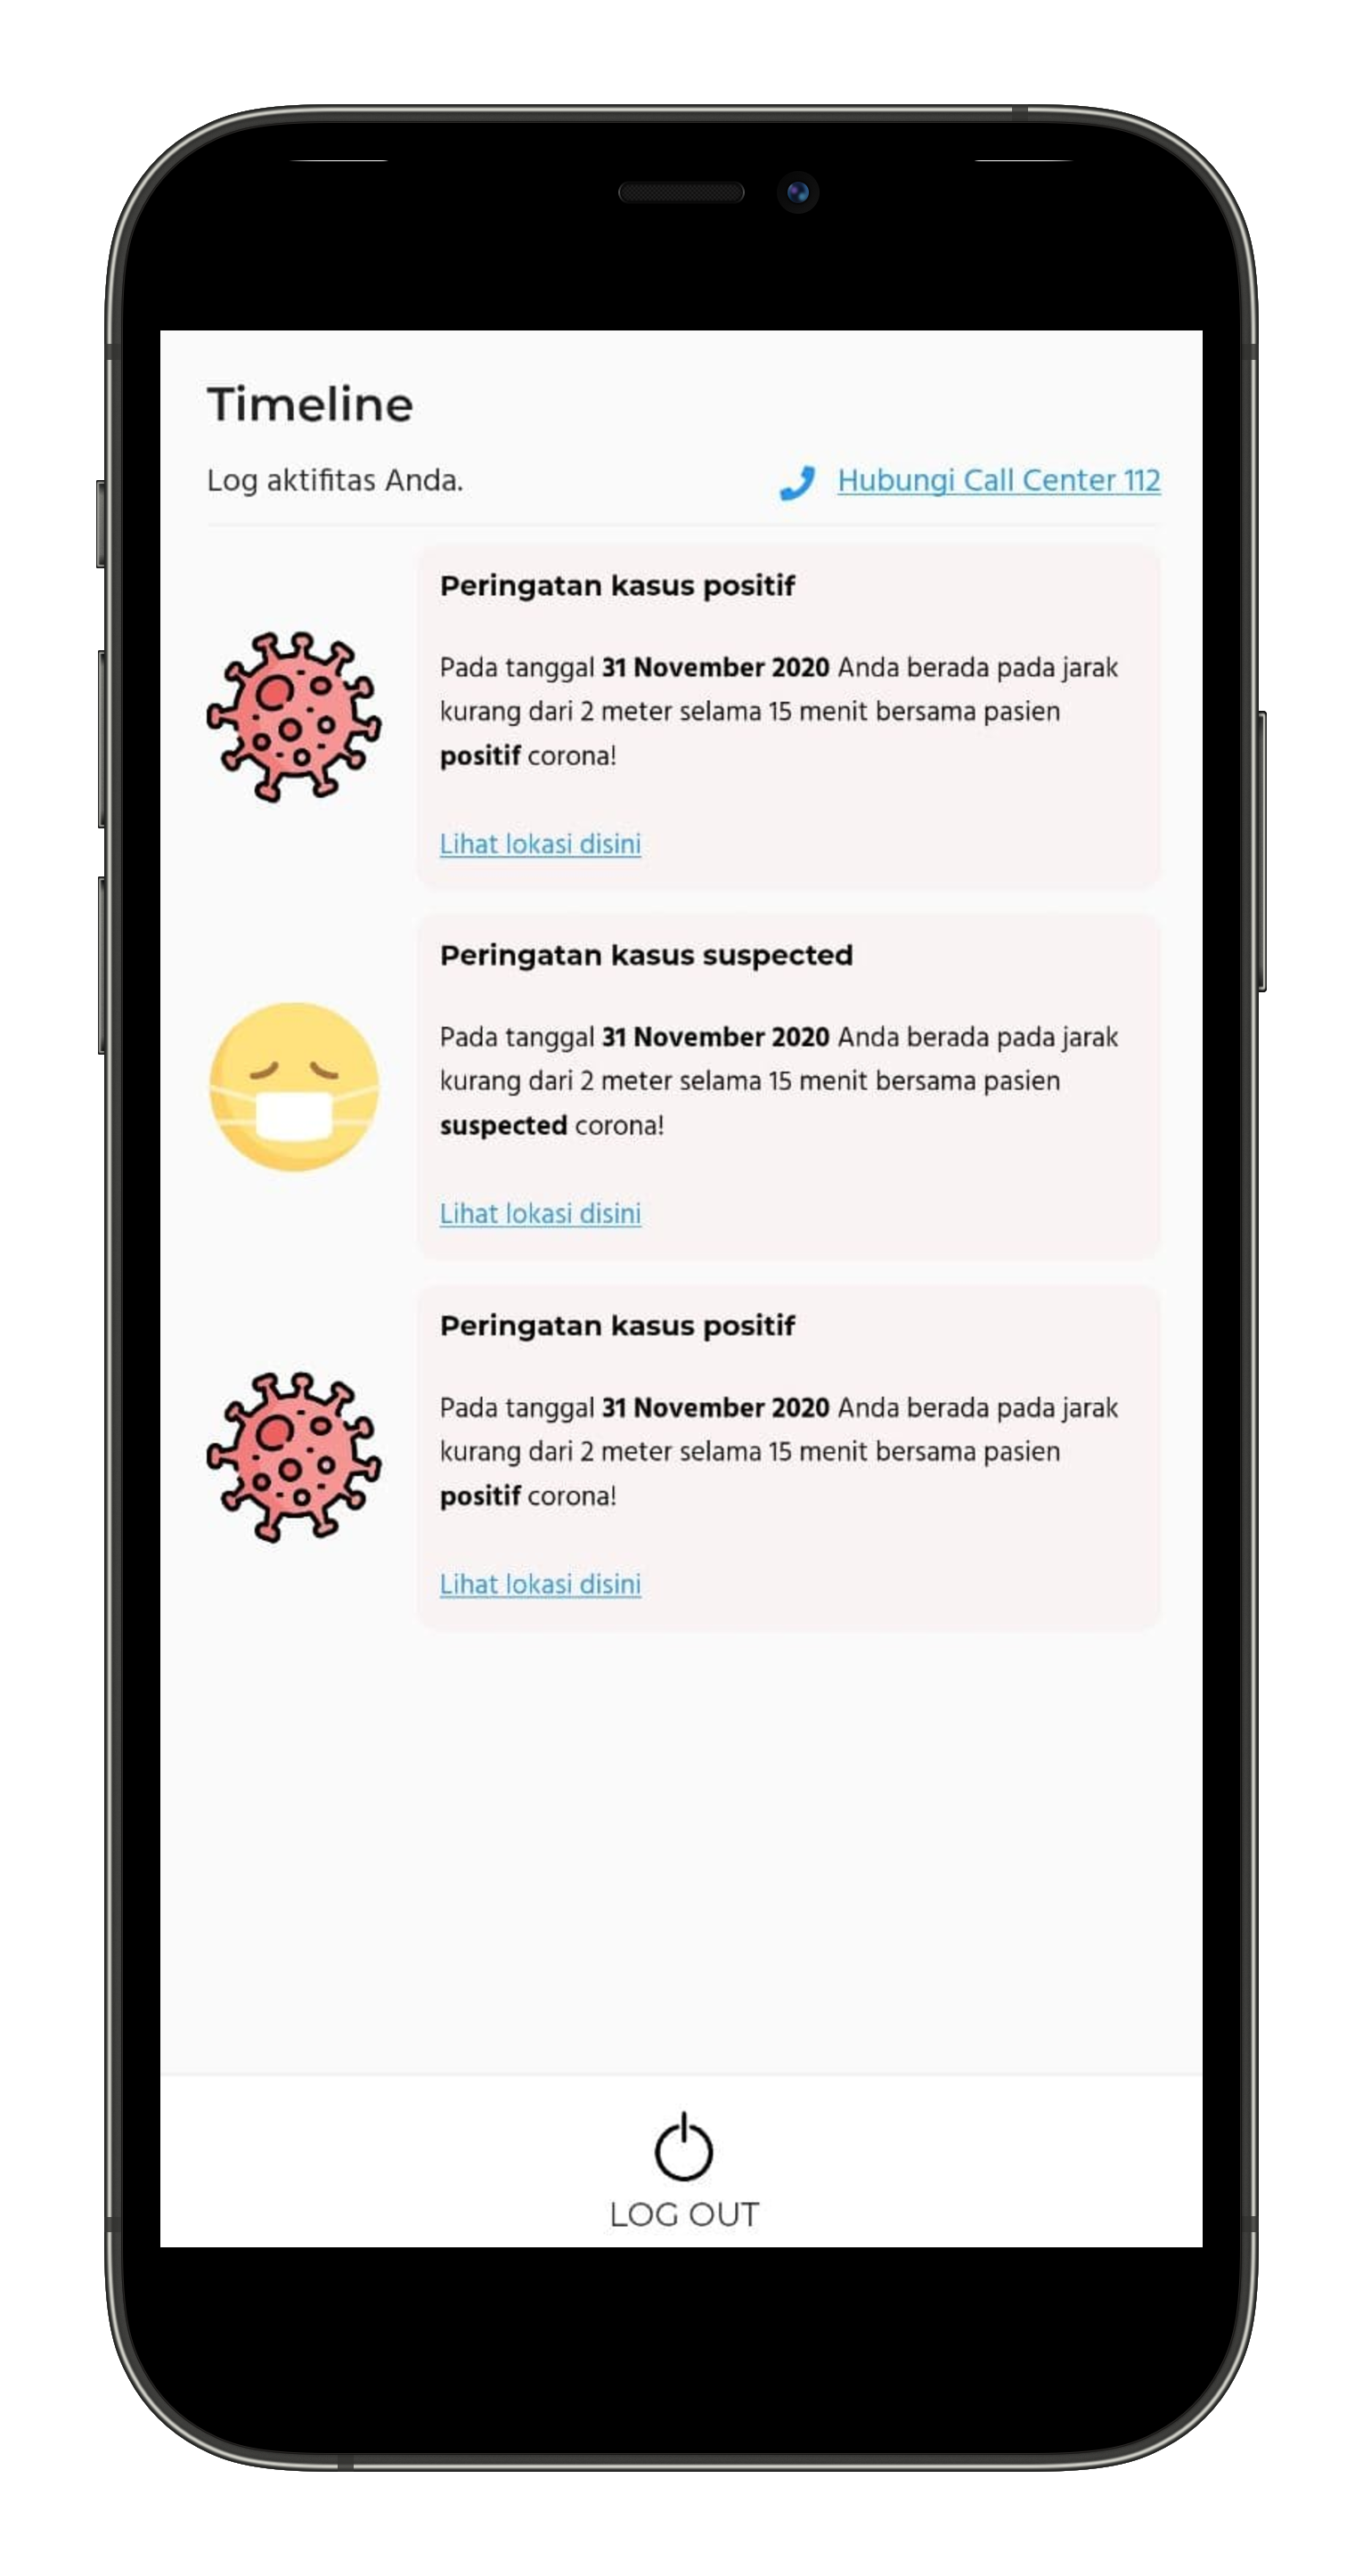 Timeline
Log aktifitas Anda.
Hubungi Call Center 112
Peringatan kasus positif
Pada tanggal 31 November 2020 Anda berada pada jarak
kurang dari 2 meter selama 15 menit bersama pasien
positif corona!
Lihat lokasi disini
Peringatan kasus suspected
Pada tanggal 31 November 2020 Anda berada pada jarak
kurang dari 2 meter selama 15 menit bersama pasien
suspected corona!
Lihat lokasi disini
Peringatan kasus positif
Pada tanggal 31 November 2020 Anda berada pada jarak
kurang dari 2 meter selama 15 menit bersama pasien
positif corona!
Lihat lokasi disini
LOG OUT